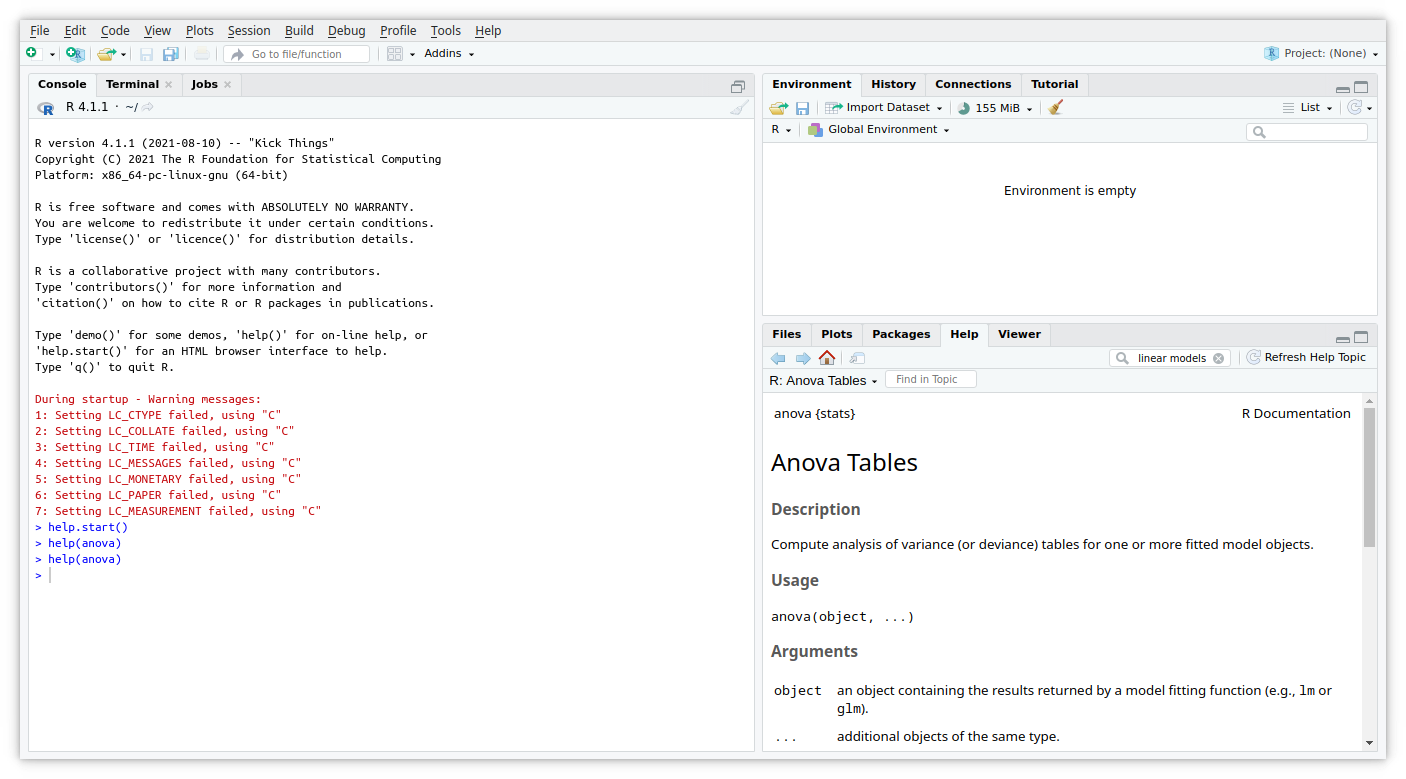 File Edit Code View Plots Session Build Debug Profile Tools Help
Go to file/function Addins Project: (None)
Console Terminal Jobs
R 4.1.1 · ~/
R version 4.1.1 (2021-08-10) -- "Kick Things"
Copyright (C) 2021 The R Foundation for Statistical Computing
Platform: x86_64-pc-linux-gnu (64-bit)
R is free software and comes with ABSOLUTELY NO WARRANTY.
You are welcome to redistribute it under certain conditions.
Type 'license()' or 'licence()' for distribution details.
R is a collaborative project with many contributors.
Type 'contributors()' for more information and
'citation()' on how to cite R or R packages in publications.
Type 'demo()' for some demos, 'help()' for on-line help, or
'help.start()' for an HTML browser interface to help.
Type 'q()' to quit R.
During startup - Warning messages:
1: Setting LC_CTYPE failed, using "C"
2: Setting LC_COLLATE failed, using "C"
3: Setting LC_TIME failed, using "C"
4: Setting LC_MESSAGES failed, using "C"
5: Setting LC_MONETARY failed, using "C"
6: Setting LC_PAPER failed, using "C"
7: Setting LC_MEASUREMENT failed, using "C"
> help.start()
> help(anova)
> help(anova)
>
Environment History Connections Tutorial
Import Dataset 155 MiB List
R Global Environment
Environment is empty
Files Plots Packages Help Viewer
linear models Refresh Help Topic
R: Anova Tables Find in Topic
anova {stats} R Documentation
Anova Tables
Description
Compute analysis of variance (or deviance) tables for one or more fitted model objects.
Usage
anova(object, ...)
Arguments
object an object containing the results returned by a model fitting function (e.g., lm or
glm).
... additional objects of the same type.